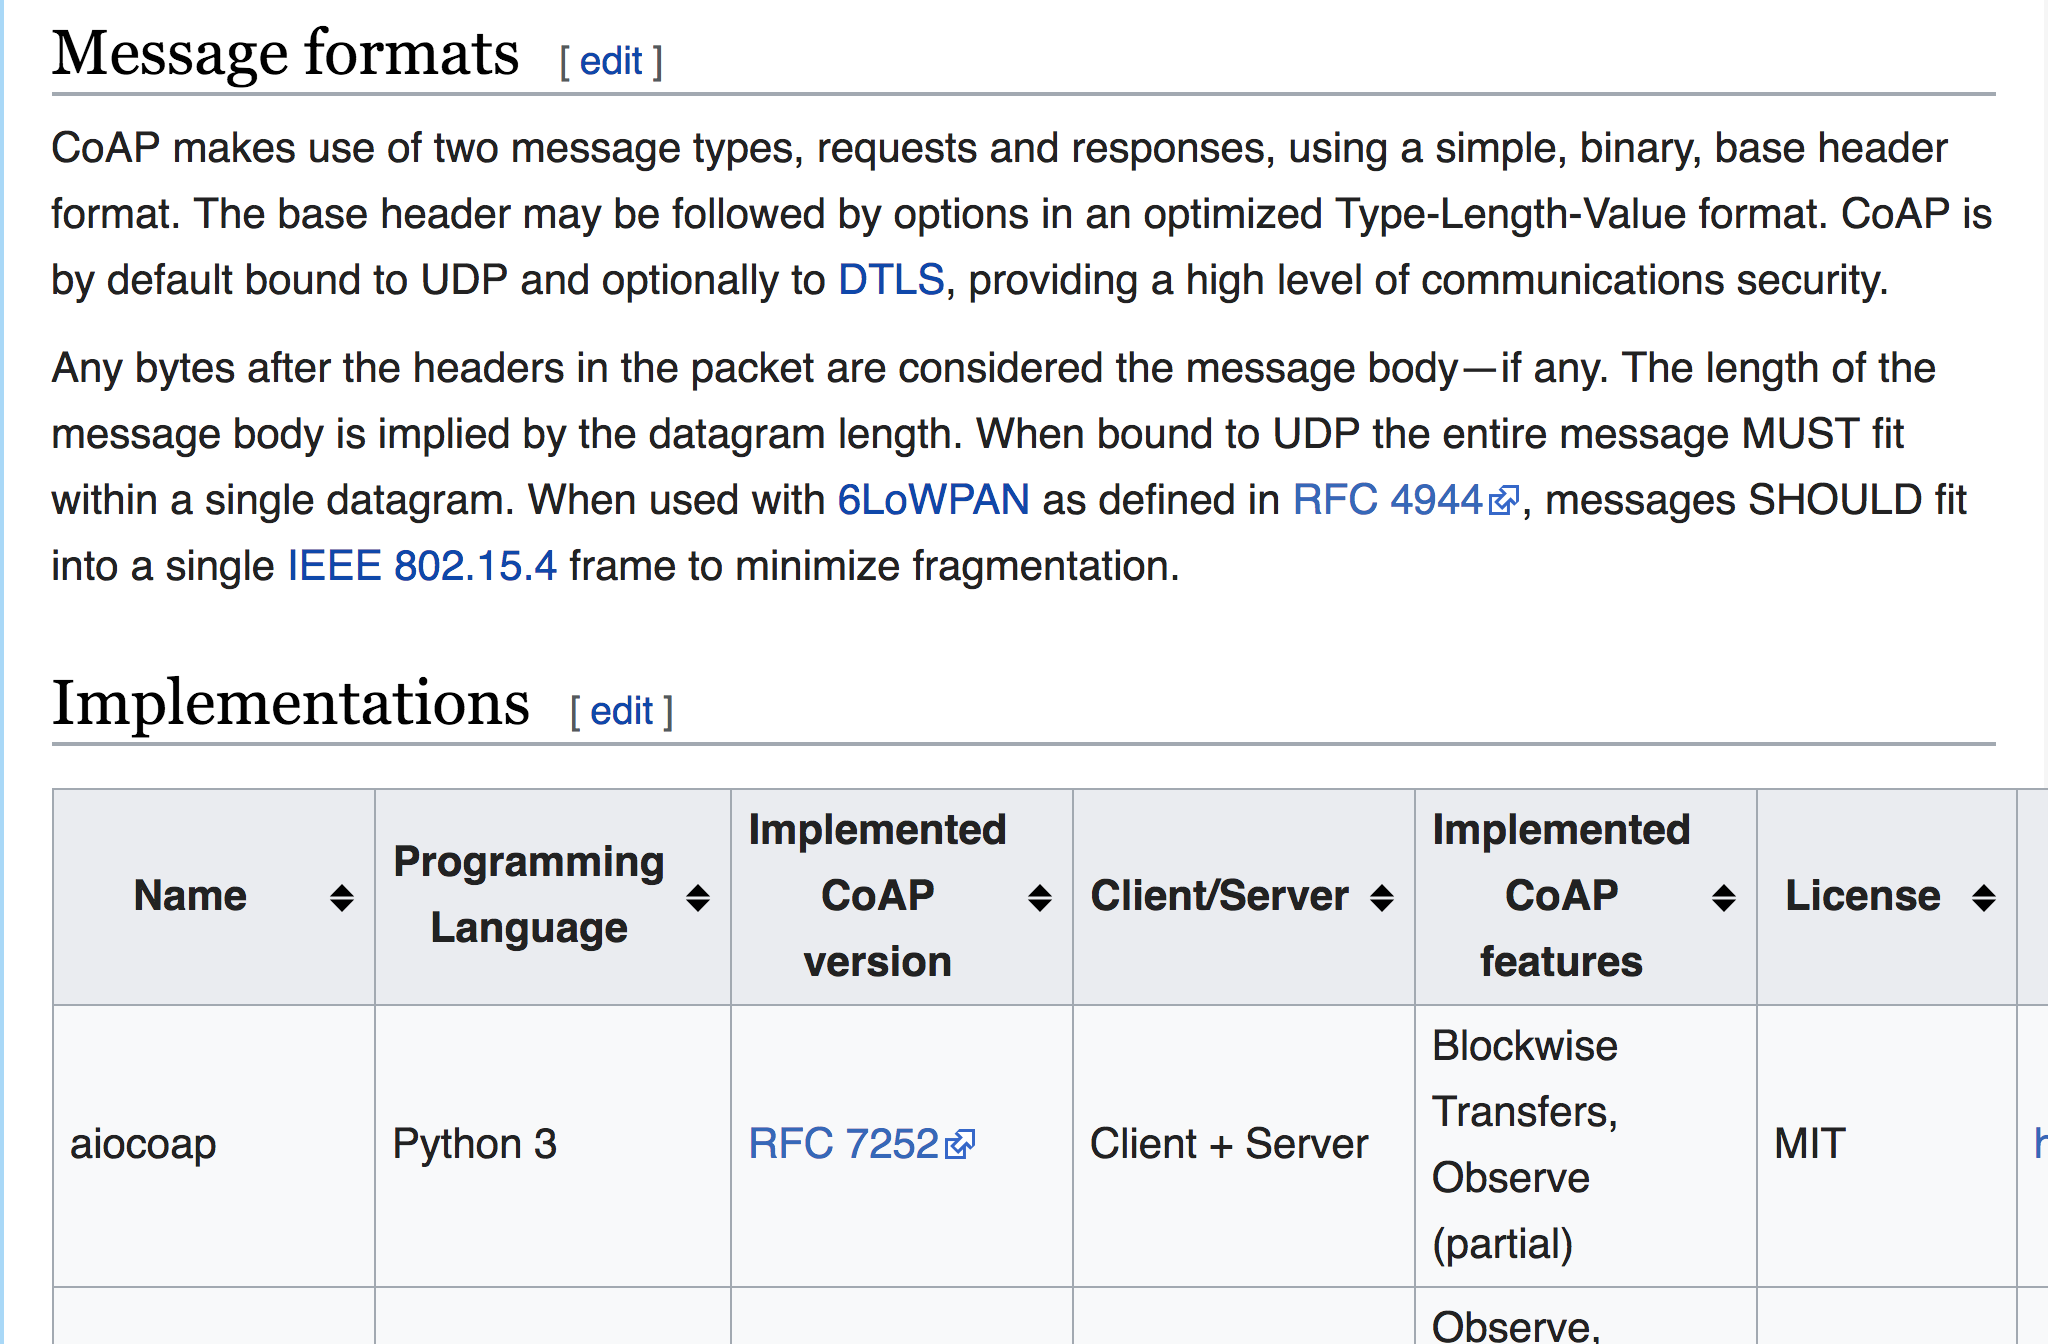 Message formats [ edit ]
CoAP makes use of two message types, requests and responses, using a simple, binary, base header
format. The base header may be followed by options in an optimized Type-Length-Value format. CoAP is
by default bound to UDP and optionally to DTLS, providing a high level of communications security.
Any bytes after the headers in the packet are considered the message body—if any. The length of the
message body is implied by the datagram length. When bound to UDP the entire message MUST fit
within a single datagram. When used with 6LoWPAN as defined in RFC 4944, messages SHOULD fit
into a single IEEE 802.15.4 frame to minimize fragmentation.
Implementations [ edit ]
Name
Programming
Language
Implemented
CoAP
version
Client/Server
Implemented
CoAP
features
License
aiocoap
Python 3
RFC 7252
Client + Server
Blockwise
Transfers,
Observe
(partial)
MIT
Observe,